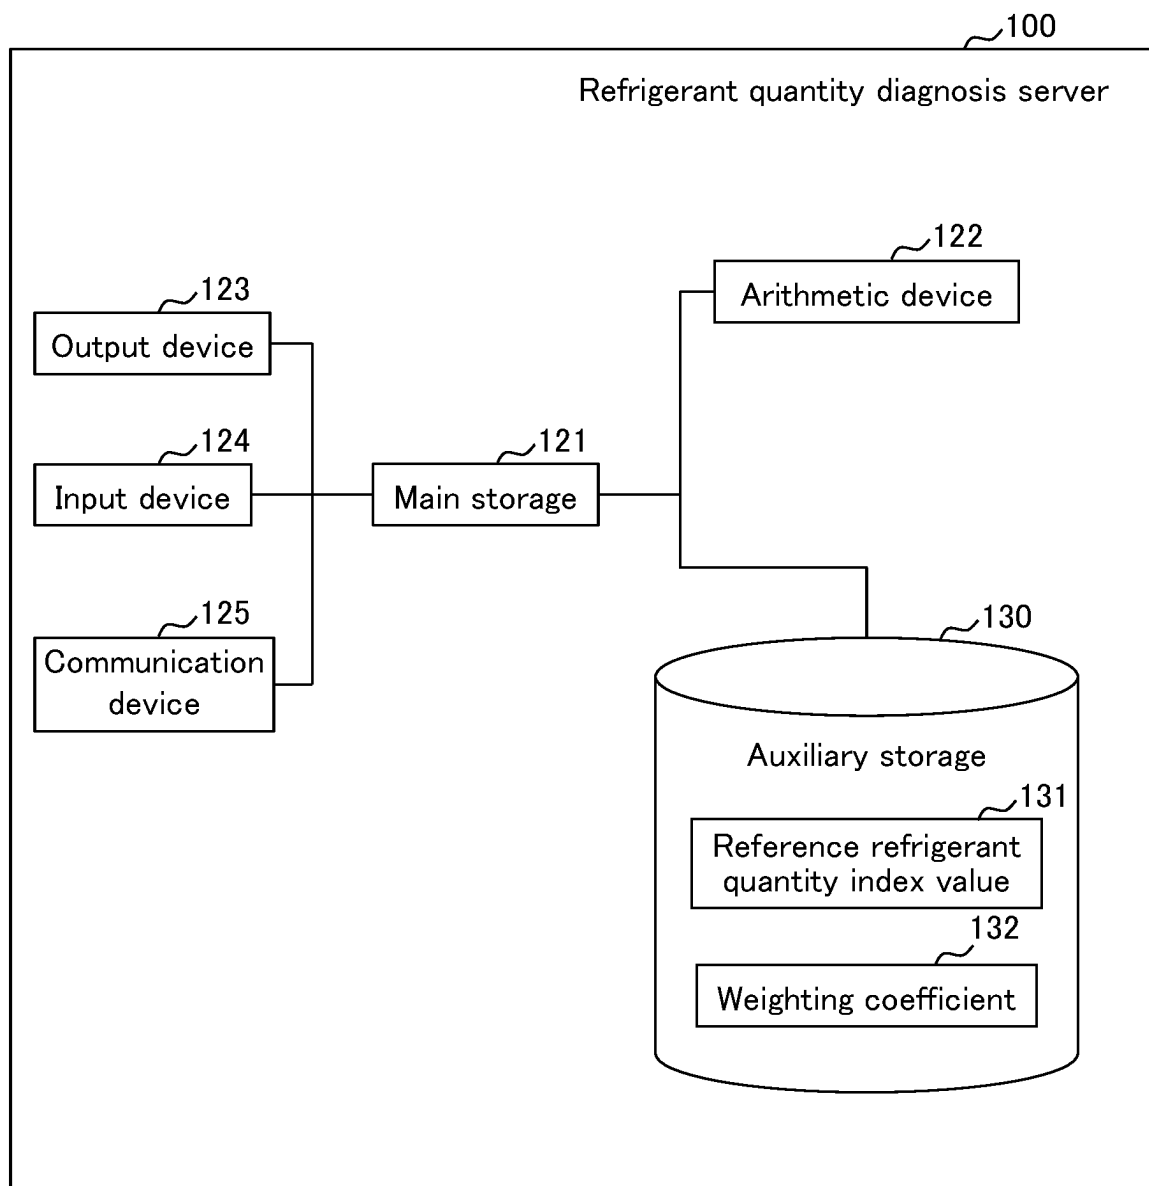 100
Refrigerant quantity diagnosis server
122
Arithmetic device
123
Output device
124
Input device
121
Main storage
125
Communication
device
130
Auxiliary storage
131
Reference refrigerant
quantity index value
132
Weighting coefficient